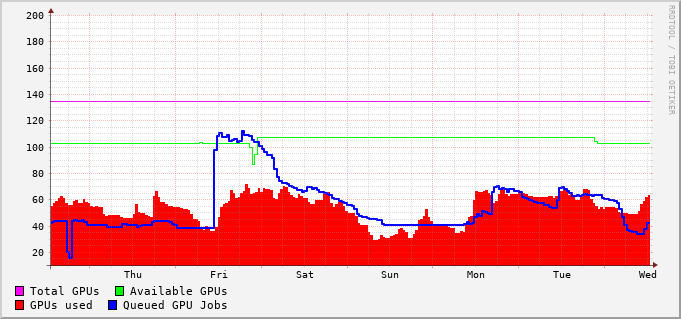 200
180
160
140
120
100
80
60
40
20
Thu Fri Sat Sun Mon Tue Wed
Total GPUs Available GPUs
GPUs used Queued GPU Jobs
RRDTOOL / TOBI OETIKER